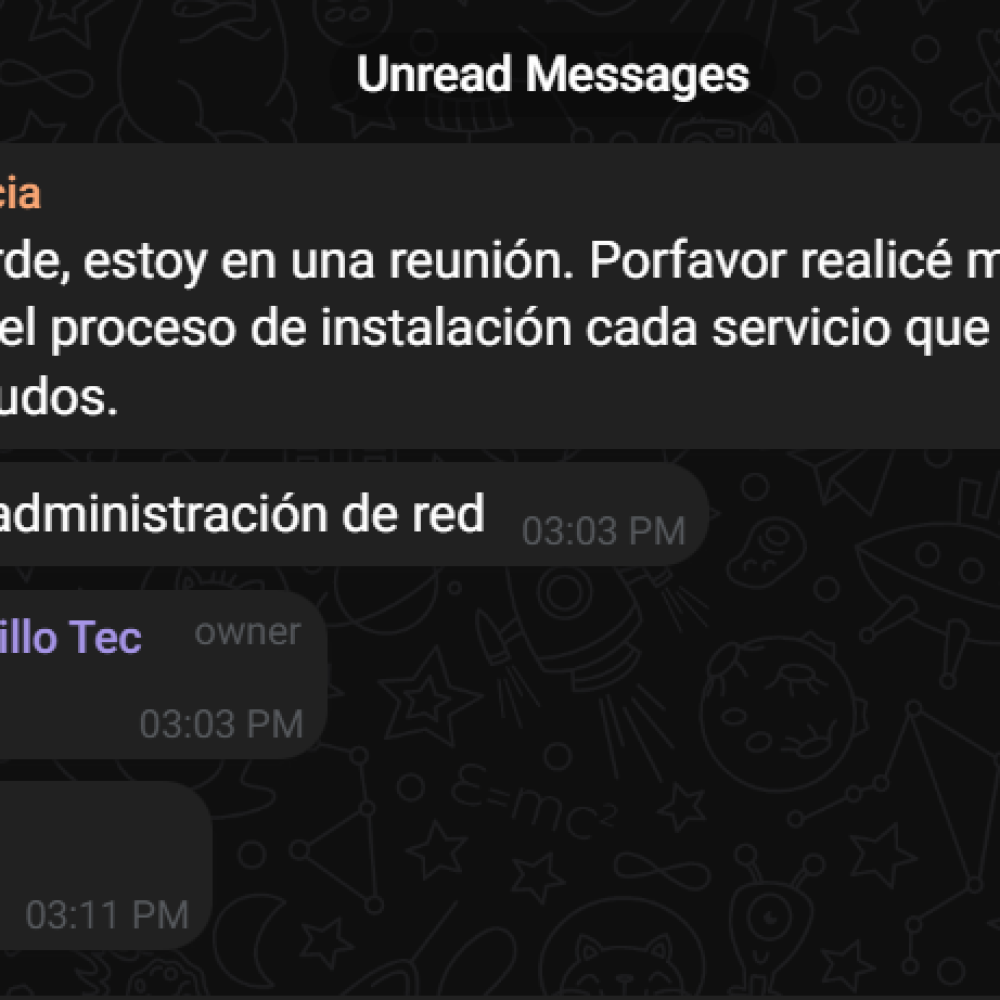 Unread Messages
cia
rde, estoy en una reunión. Porfavor realicé m
el proceso de instalación cada servicio que
udos.
administración de red 03:03 PM
illo Tec owner
03:03 PM
ε=mc²
03:11 PM